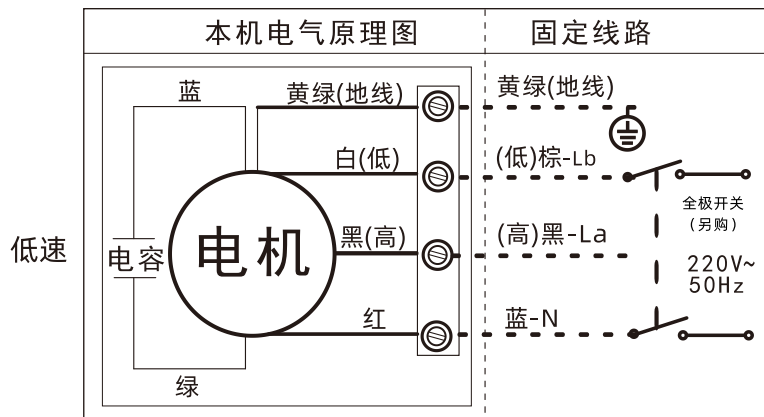 本机电气原理图
固定线路
蓝
黄绿(地线)
黄绿(地线)
白(低)
(低)棕-Lb
全极开关
(另购)
低速
电容
电机
黑(高)
(高)黑-La
220V~
50Hz
红
蓝-N
绿